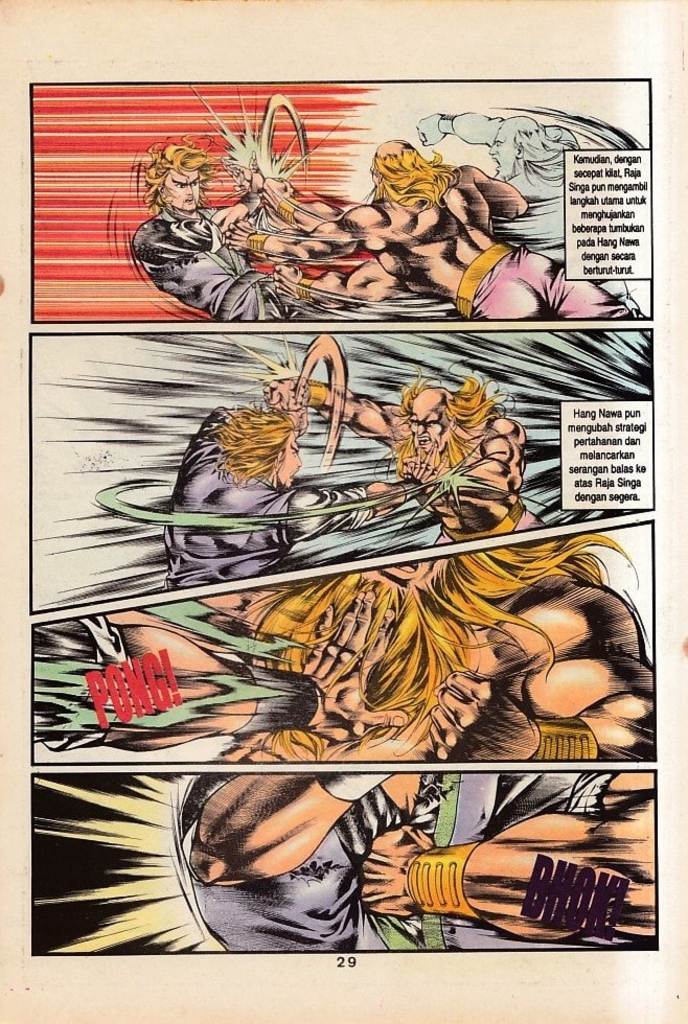 Kemudian, dengan
secepat kilat, Raja
Singa pun mengambil
langkah utama untuk
menghujankan
beberapa tumbukan
pada Hang Nawa
dengan secara
berturut-turut.
Hang Nawa pun
mengubah strategi
pertahanan dan
melancarkan
serangan balas ke
atas Raja Singa
dengan segera.
PONG!
BHOK!
29